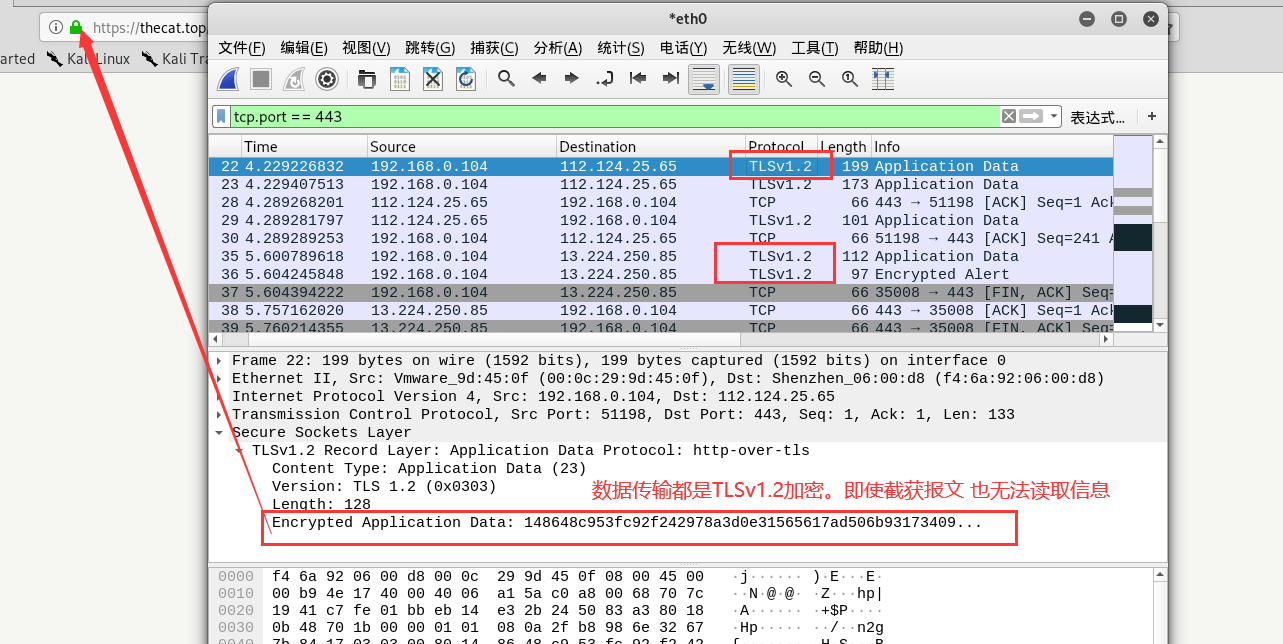 *eth0
https://thecat.top
arted Kali Linux Kali Tra
文件(F) 编辑(E) 视图(V) 跳转(G) 捕获(C) 分析(A) 统计(S) 电话(Y) 无线(W) 工具(T) 帮助(H)
tcp.port == 443 表达式… +
Time Source Destination Protocol Length Info
22 4.229226832 192.168.0.104 112.124.25.65 TLSv1.2 199 Application Data
23 4.229407513 192.168.0.104 112.124.25.65 TLSv1.2 173 Application Data
28 4.289268201 112.124.25.65 192.168.0.104 TCP 66 443 → 51198 [ACK] Seq=1 Ack
29 4.289281797 112.124.25.65 192.168.0.104 TLSv1.2 101 Application Data
30 4.289289253 192.168.0.104 112.124.25.65 TCP 66 51198 → 443 [ACK] Seq=241 A
35 5.600789618 192.168.0.104 13.224.250.85 TLSv1.2 112 Application Data
36 5.604245848 192.168.0.104 13.224.250.85 TLSv1.2 97 Encrypted Alert
37 5.604394222 192.168.0.104 13.224.250.85 TCP 66 35008 → 443 [FIN, ACK] Seq=
38 5.757162020 13.224.250.85 192.168.0.104 TCP 66 443 → 35008 [ACK] Seq=1 Ack
39 5.760214355 13.224.250.85 192.168.0.104 TCP 66 443 → 35008 [FIN, ACK] Seq=
Frame 22: 199 bytes on wire (1592 bits), 199 bytes captured (1592 bits) on interface 0
Ethernet II, Src: Vmware_9d:45:0f (00:0c:29:9d:45:0f), Dst: Shenzhen_06:00:d8 (f4:6a:92:06:00:d8)
Internet Protocol Version 4, Src: 192.168.0.104, Dst: 112.124.25.65
Transmission Control Protocol, Src Port: 51198, Dst Port: 443, Seq: 1, Ack: 1, Len: 133
Secure Sockets Layer
TLSv1.2 Record Layer: Application Data Protocol: http-over-tls
Content Type: Application Data (23)
Version: TLS 1.2 (0x0303)
数据传输都是TLSv1.2加密。即使截获报文 也无法读取信息
Length: 128
Encrypted Application Data: 148648c953fc92f242978a3d0e31565617ad506b93173409...
0000 f4 6a 92 06 00 d8 00 0c 29 9d 45 0f 08 00 45 00 ·j······ )·E···E·
0010 00 b9 4e 17 40 00 40 06 a1 5a c0 a8 00 68 70 7c ··N·@·@· ·Z···hp|
0020 19 41 c7 fe 01 bb eb 14 e3 2b 24 50 83 a3 80 18 ·A······ ·+$P····
0030 0b 48 70 1b 00 00 01 01 08 0a 2f b8 98 6e 32 67 ·Hp····· ··/··n2g